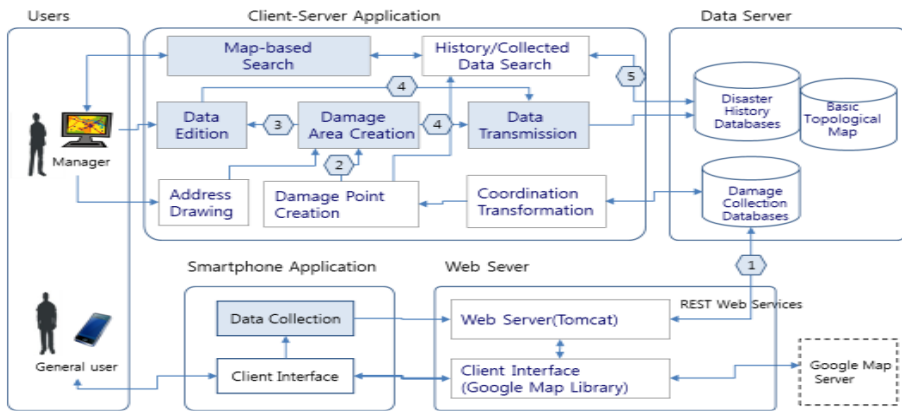 Users
Client-Server Application
Data Server
Map-based
Search
History/Collected
Data Search
5
4
Disaster
History
Databases
Basic
Topological
Map
Data
Edition
3
Damage
Area Creation
4
Data
Transmission
Manager
2
Address
Drawing
Damage Point
Creation
Coordination
Transformation
Damage
Collection
Databases
Smartphone Application
Web Sever
1
REST Web Services
Data Collection
Web Server(Tomcat)
General user
Client Interface
Client Interface
(Google Map Library)
Google Map
Server